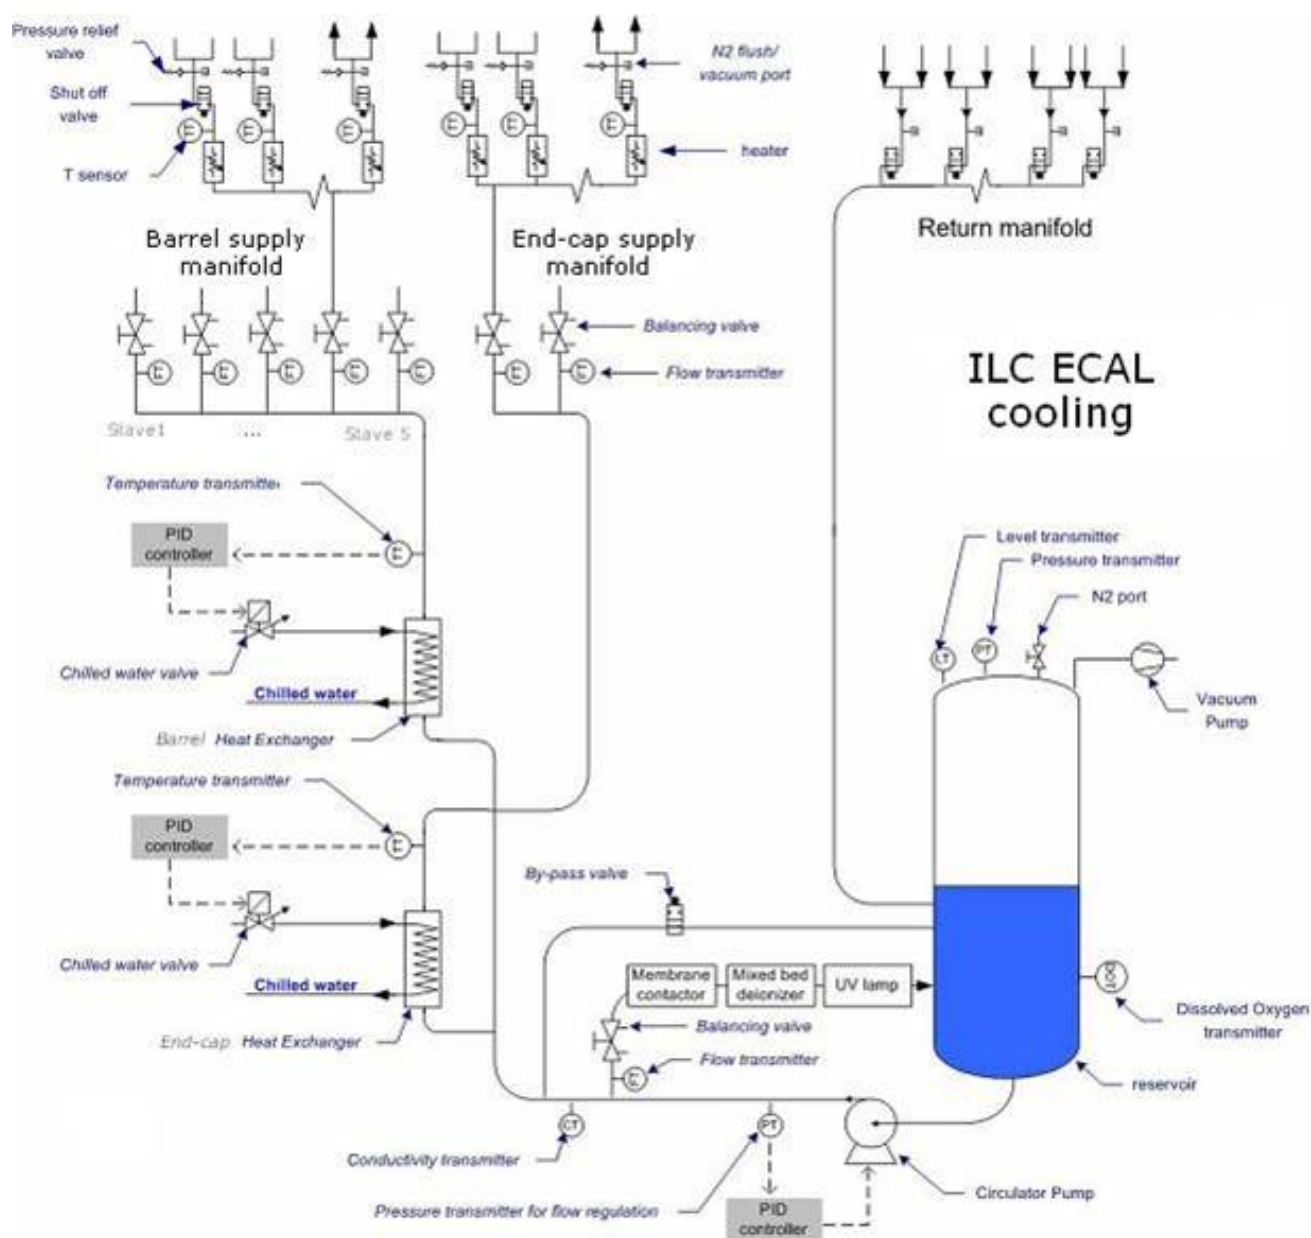 Pressure relief
valve
Shut off
valve
T sensor
N2 flush/
vacuum port
heater
Barrel supply
manifold
End-cap supply
manifold
Return manifold
Balancing valve
Flow transmitter
ILC ECAL
cooling
Stave1
...
Stave 5
Temperature transmitter
PID
controller
Chilled water valve
Chilled water
Barrel Heat Exchanger
Temperature transmitter
PID
controller
Chilled water valve
Chilled water
End-cap Heat Exchanger
Level transmitter
Pressure transmitter
N2 port
LT
PT
Vacuum
Pump
By-pass valve
Membrane
contactor
Mixed bed
deionizer
UV lamp
Balancing valve
Flow transmitter
DOT
Dissolved Oxygen
transmitter
reservoir
CT
PT
Conductivity transmitter
Pressure transmitter for flow regulation
PID
controller
Circulator Pump